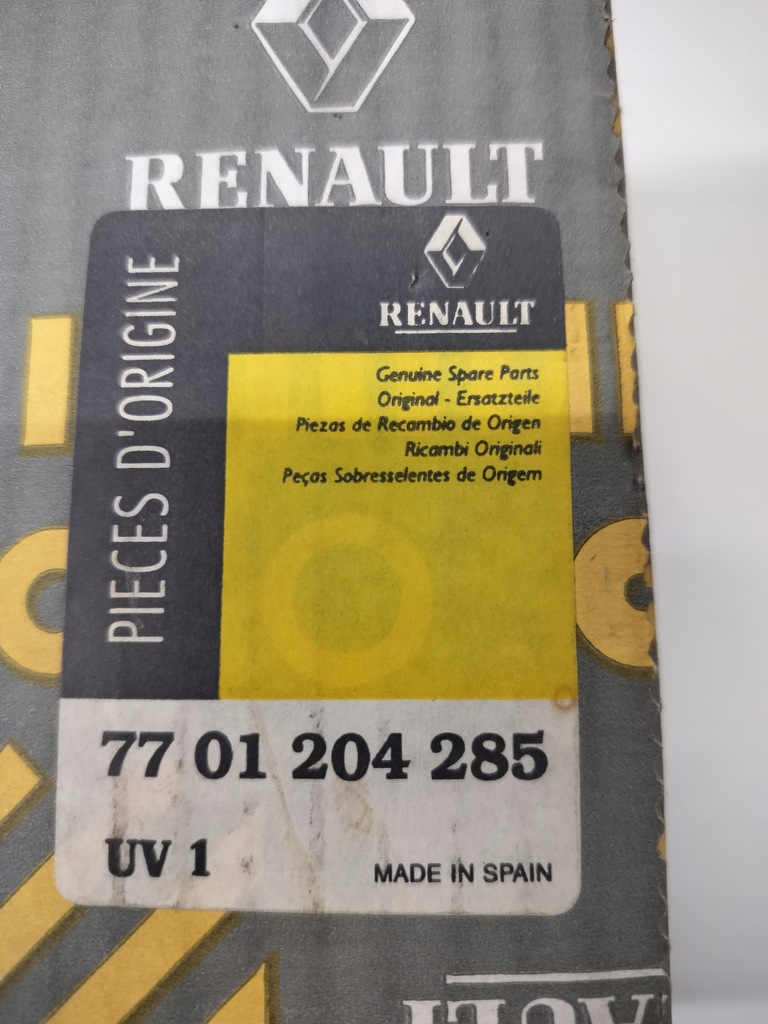 RENAULT
RENAULT
PIECES D'ORIGINE
Genuine Spare Parts
Original - Ersatzteile
Piezas de Recambio de Origen
Ricambi Originali
Peças Sobresselentes de Origem
77 01 204 285
UV 1
MADE IN SPAIN